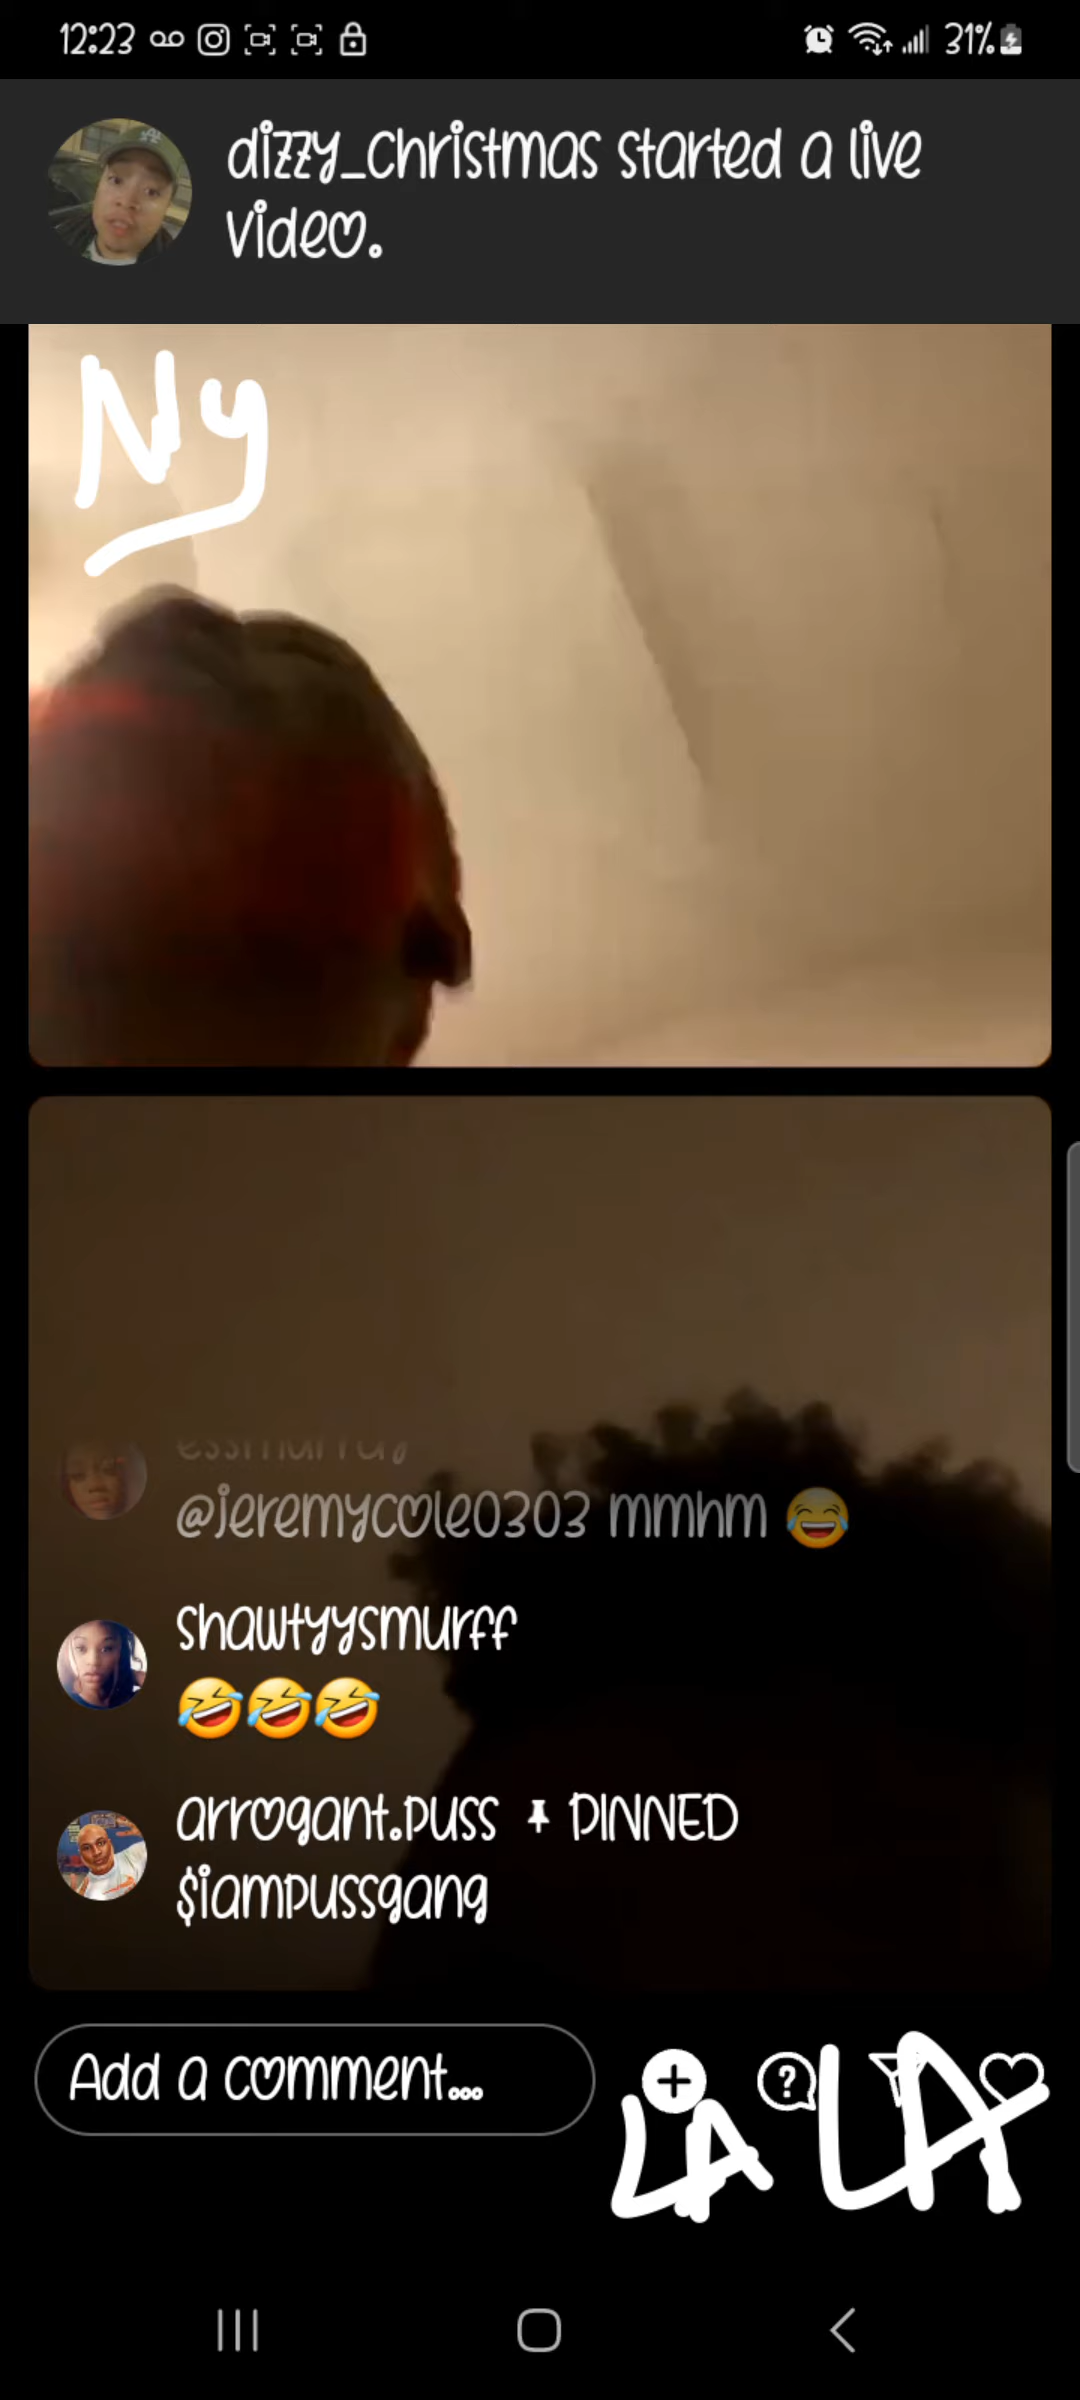 12:23
31%
dizzy_christmas started a live
video.
Ny
@jeremycole0303 mmhm 😂
shawtyysmurff
🤣🤣🤣
arrogant.puss PINNED
$iampussgang
Add a comment...
LA LA